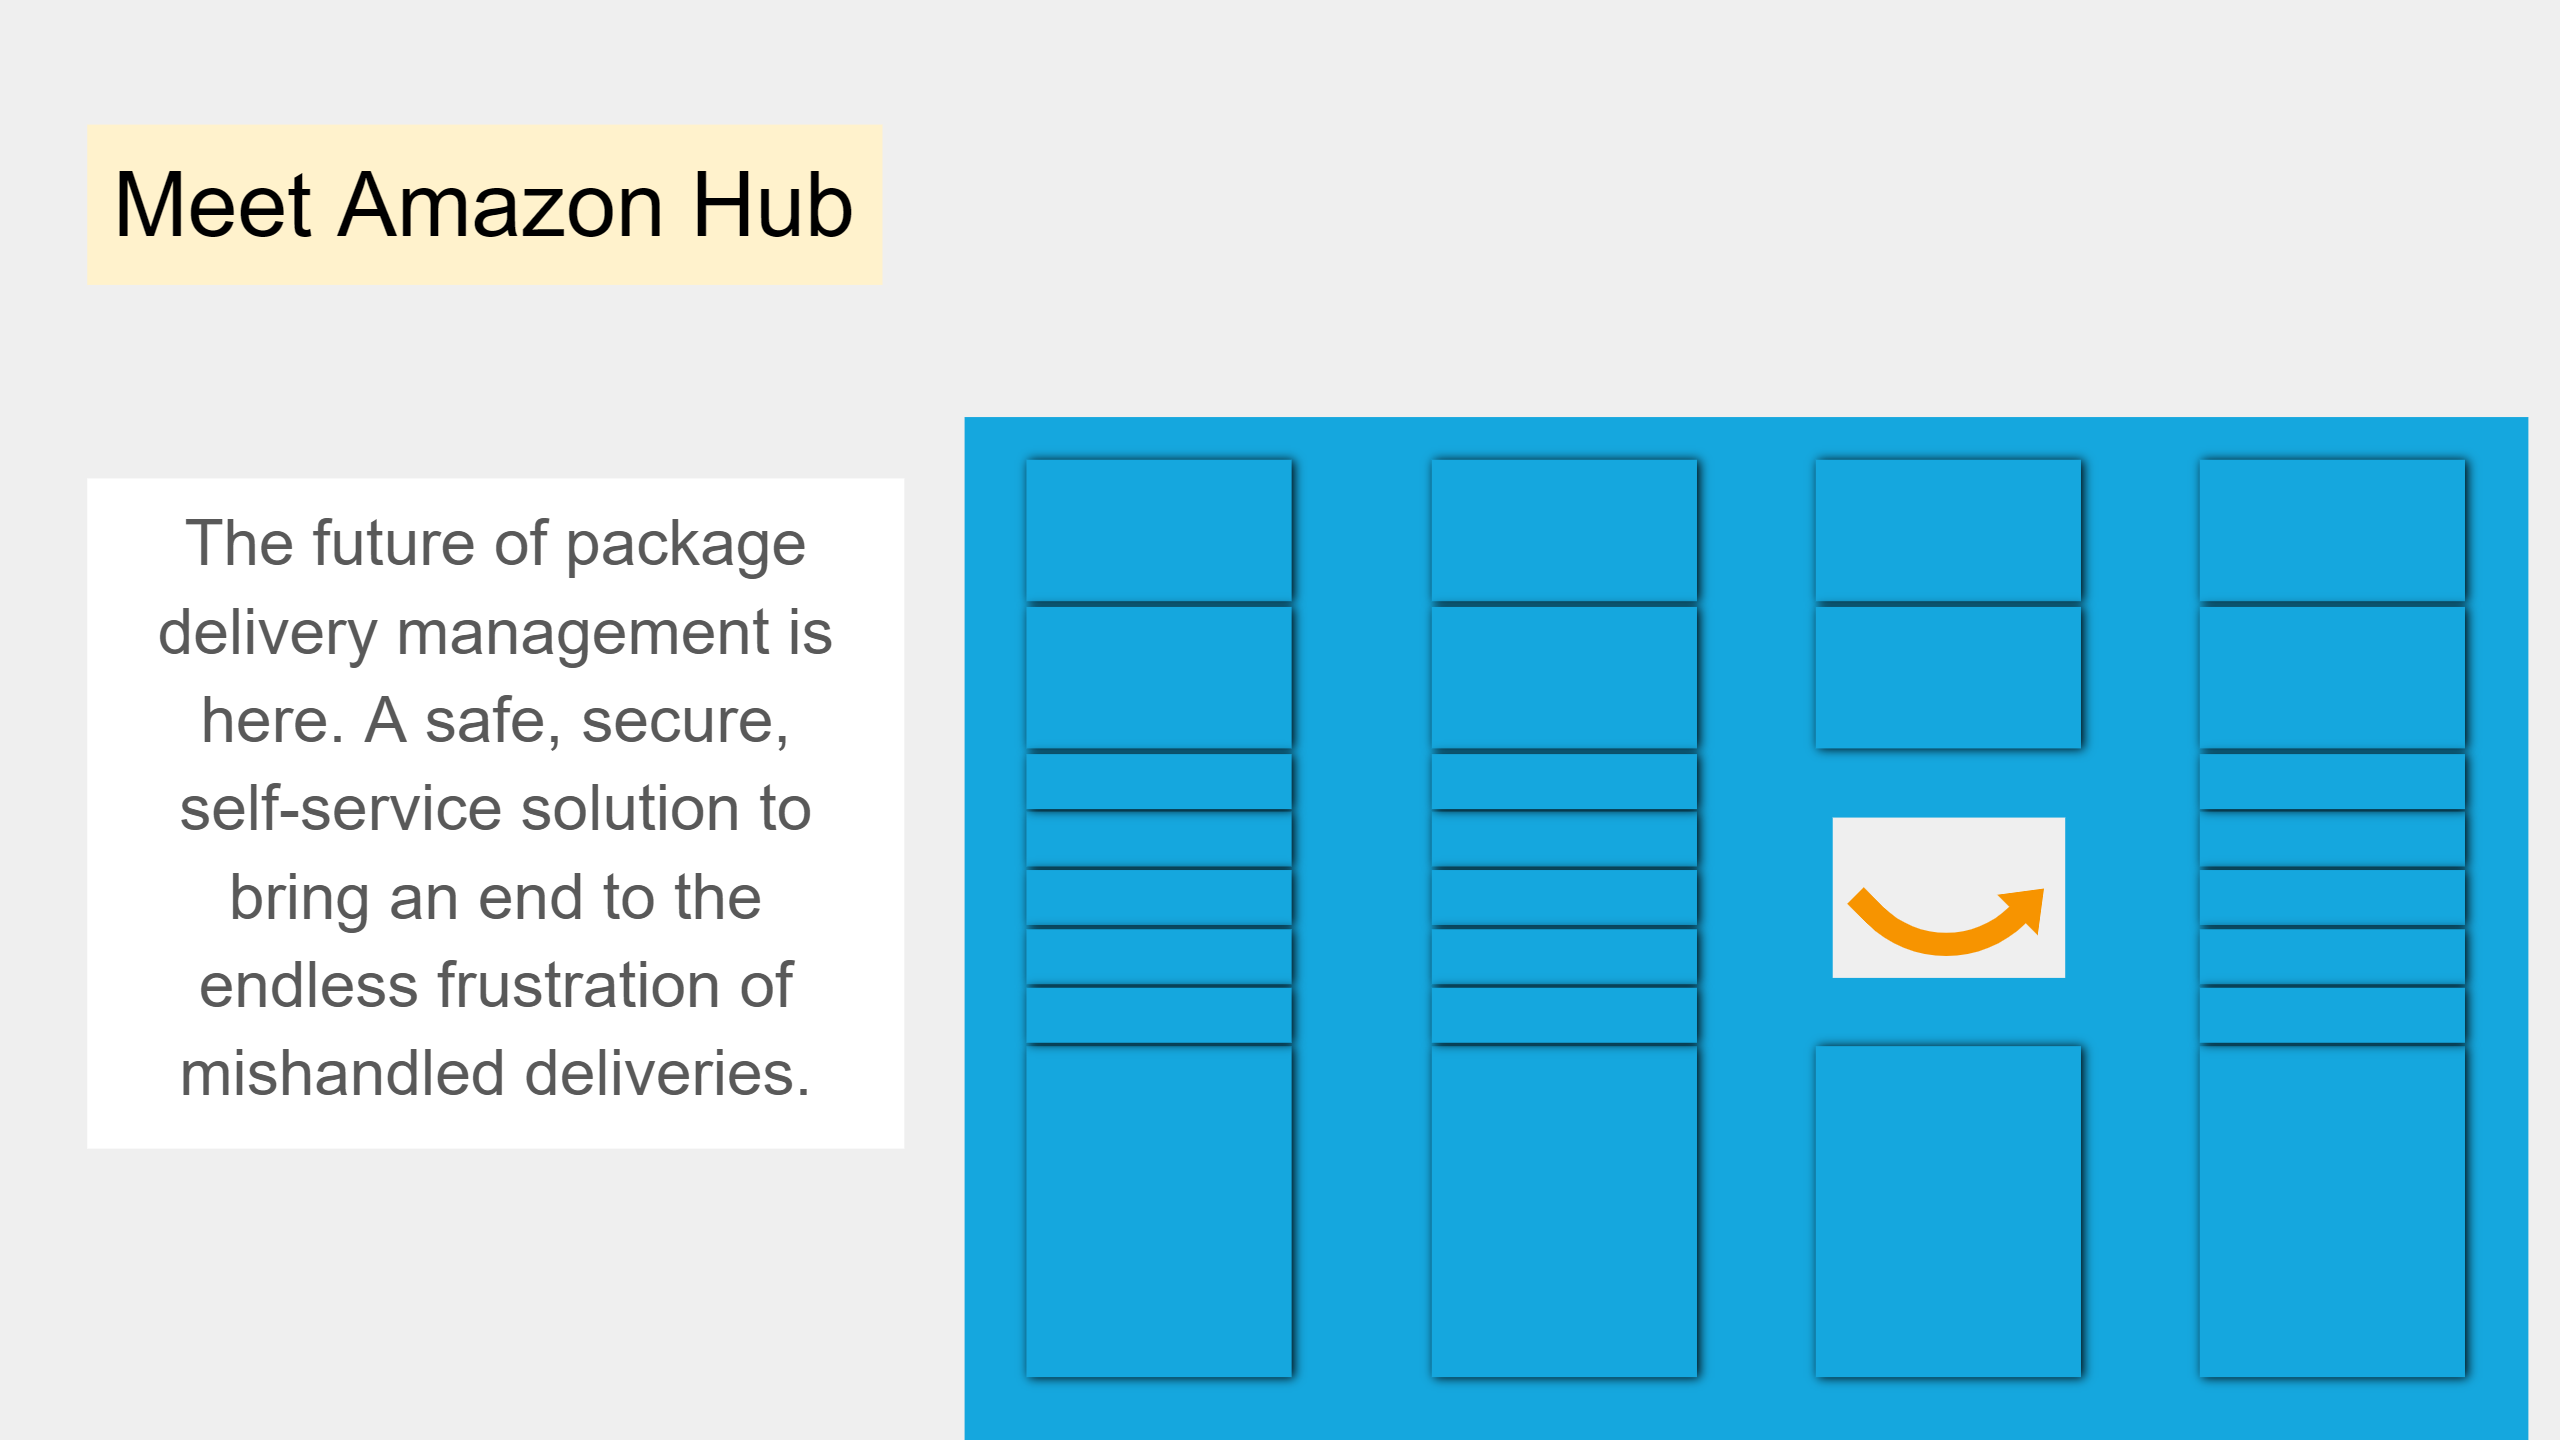 Meet Amazon Hub
The future of package
delivery management is
here. A safe, secure,
self-service solution to
bring an end to the
endless frustration of
mishandled deliveries.